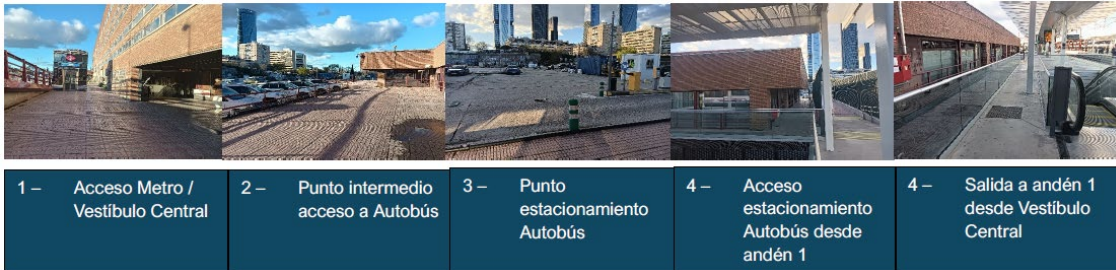 1 – Acceso Metro /
Vestíbulo Central
2 – Punto intermedio
acceso a Autobús
3 – Punto
estacionamiento
Autobús
4 – Acceso
estacionamiento
Autobús desde
andén 1
4 – Salida a andén 1
desde Vestíbulo
Central